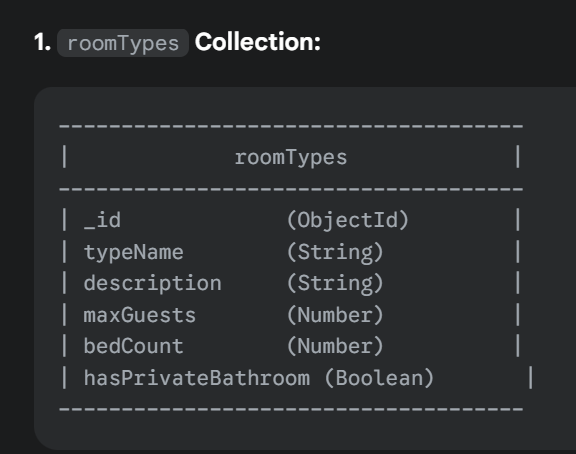 1. roomTypes Collection:
-------------------------------------
|             roomTypes             |
-------------------------------------
| _id             (ObjectId)        |
| typeName        (String)          |
| description     (String)          |
| maxGuests       (Number)          |
| bedCount        (Number)          |
| hasPrivateBathroom (Boolean)       |
-------------------------------------